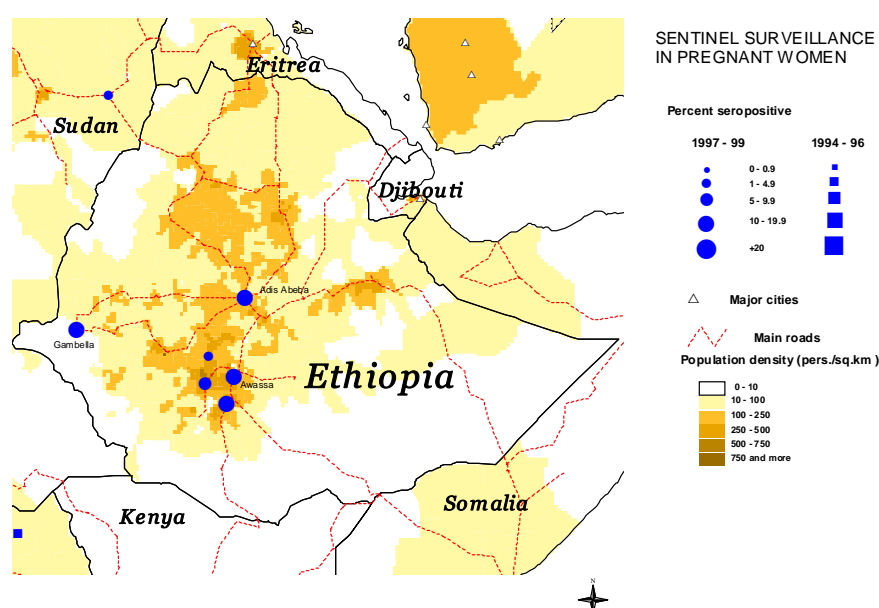 SENTINEL SURVEILLANCE
IN PREGNANT WOMEN
Percent seropositive
1997 - 99
1994 - 96
0 - 0.9
1 - 4.9
5 - 9.9
10 - 19.9
+20
Major cities
Main roads
Population density (pers./sq.km )
0 - 10
10 - 100
100 - 250
250 - 500
500 - 750
750 and more
Eritrea
Sudan
Djibouti
Adis Abeba
Gambella
Ethiopia
Awassa
Somalia
Kenya
N